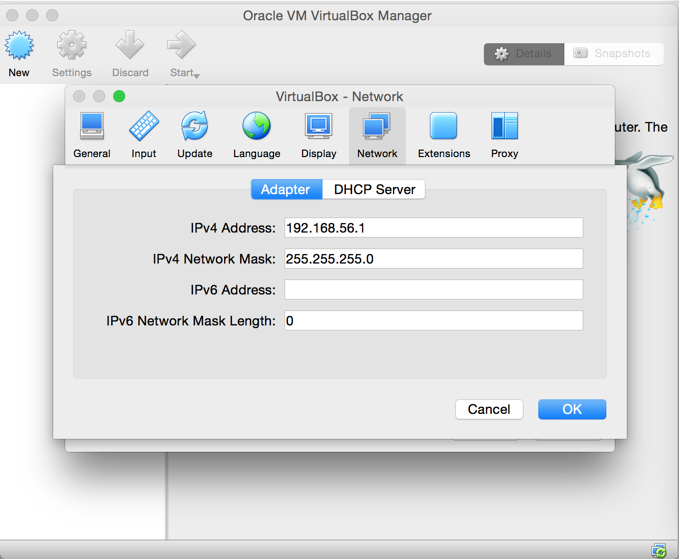 Oracle VM VirtualBox Manager
New
Settings
Discard
Start
Details
Snapshots
VirtualBox - Network
General
Input
Update
Language
Display
Network
Extensions
Proxy
uter. The
Adapter
DHCP Server
IPv4 Address: 192.168.56.1
IPv4 Network Mask: 255.255.255.0
IPv6 Address:
IPv6 Network Mask Length: 0
Cancel
OK